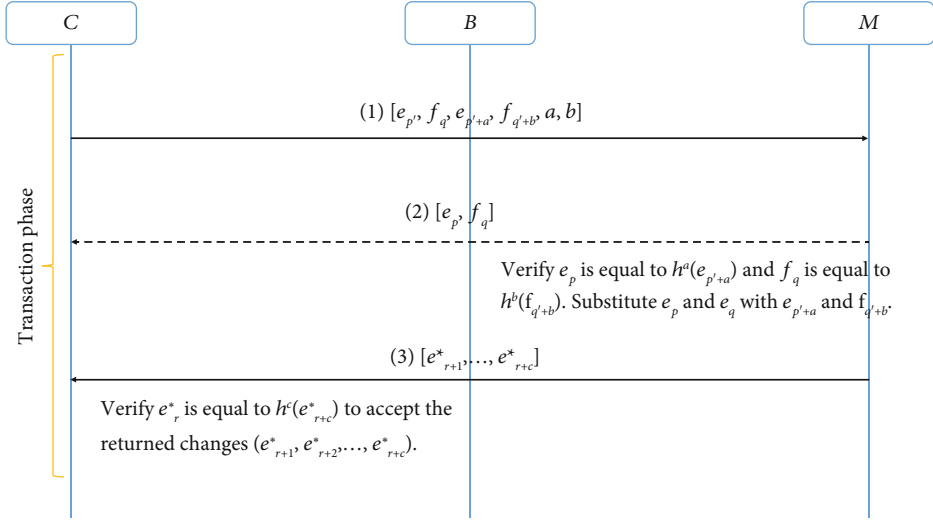 C B M
(1) [e_{p'}, f_q, e_{p'+a}, f_{q'+b}, a, b]
(2) [e_p, f_q]
Verify e_p is equal to h^a(e_{p'+a}) and f_q is equal to
h^b(f_{q'+b}). Substitute e_p and e_q with e_{p'+a} and f_{q'+b}.
(3) [e*_{r+1},..., e*_{r+c}]
Verify e*_r is equal to h^c(e*_{r+c}) to accept the
returned changes (e*_{r+1}, e*_{r+2},..., e*_{r+c}).
Transaction phase